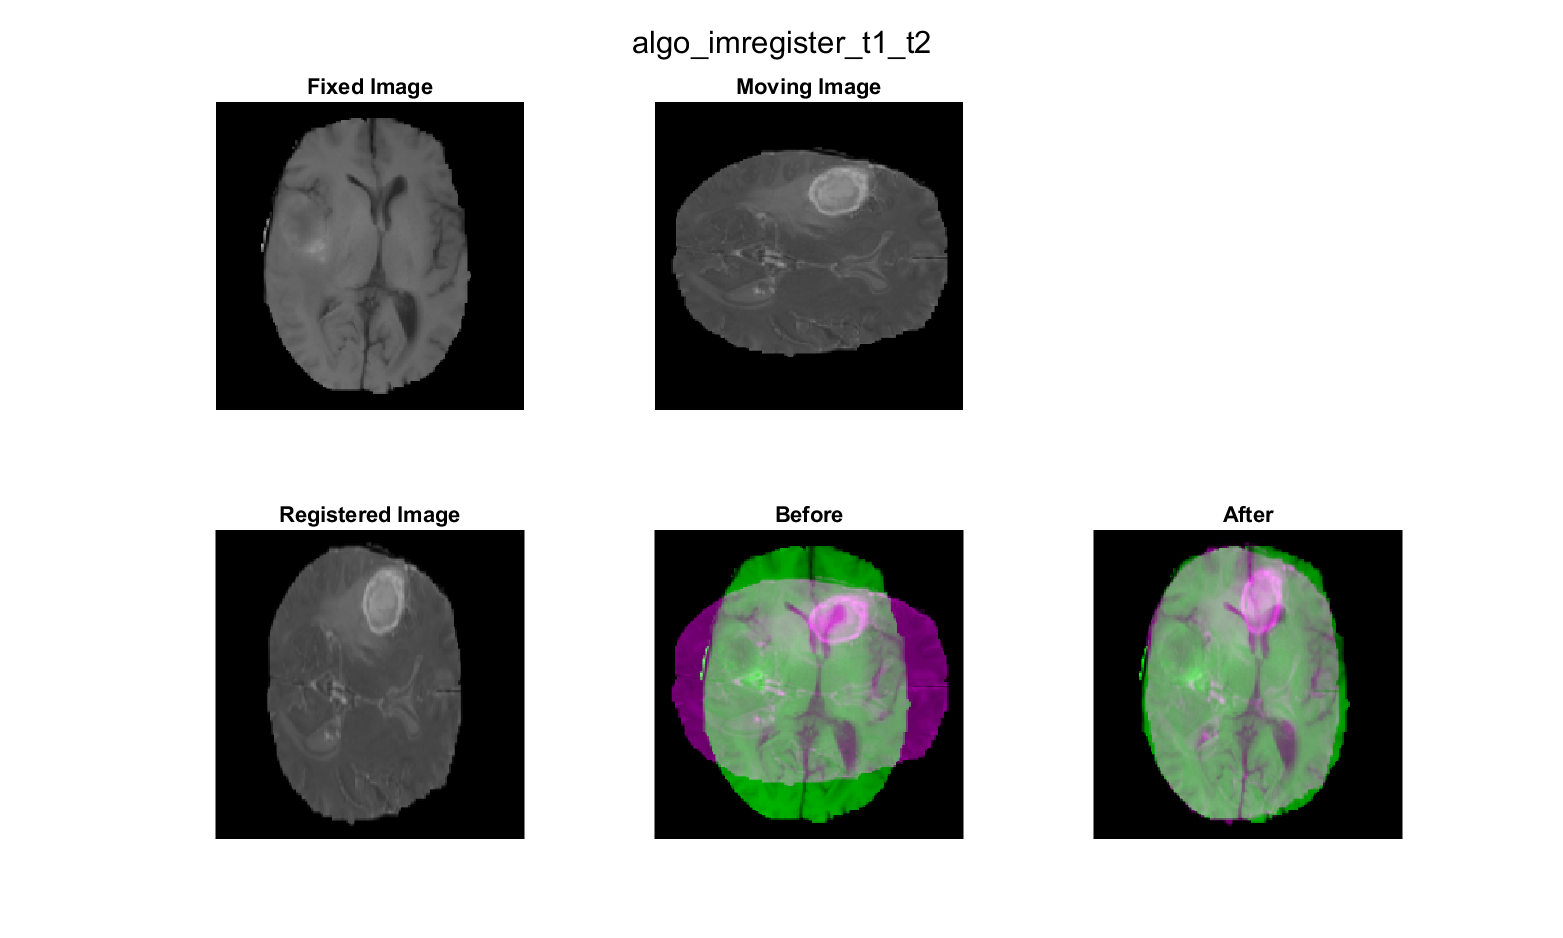 algo_imregister_t1_t2
Fixed Image
Moving Image
Registered Image
Before
After